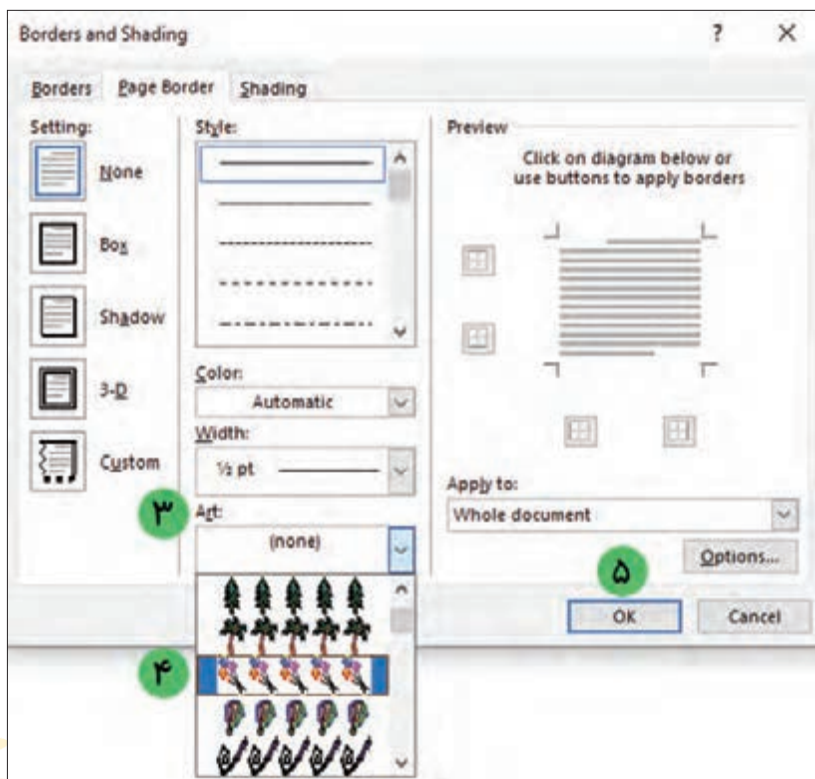 Borders and Shading
Borders Page Border Shading
Setting:
None
Box
Shadow
3-D
Custom
Style:
Color:
Automatic
Width:
½ pt
۳
Art:
(none)
۴
Preview
Click on diagram below or
use buttons to apply borders
Apply to:
Whole document
Options...
۵
OK
Cancel